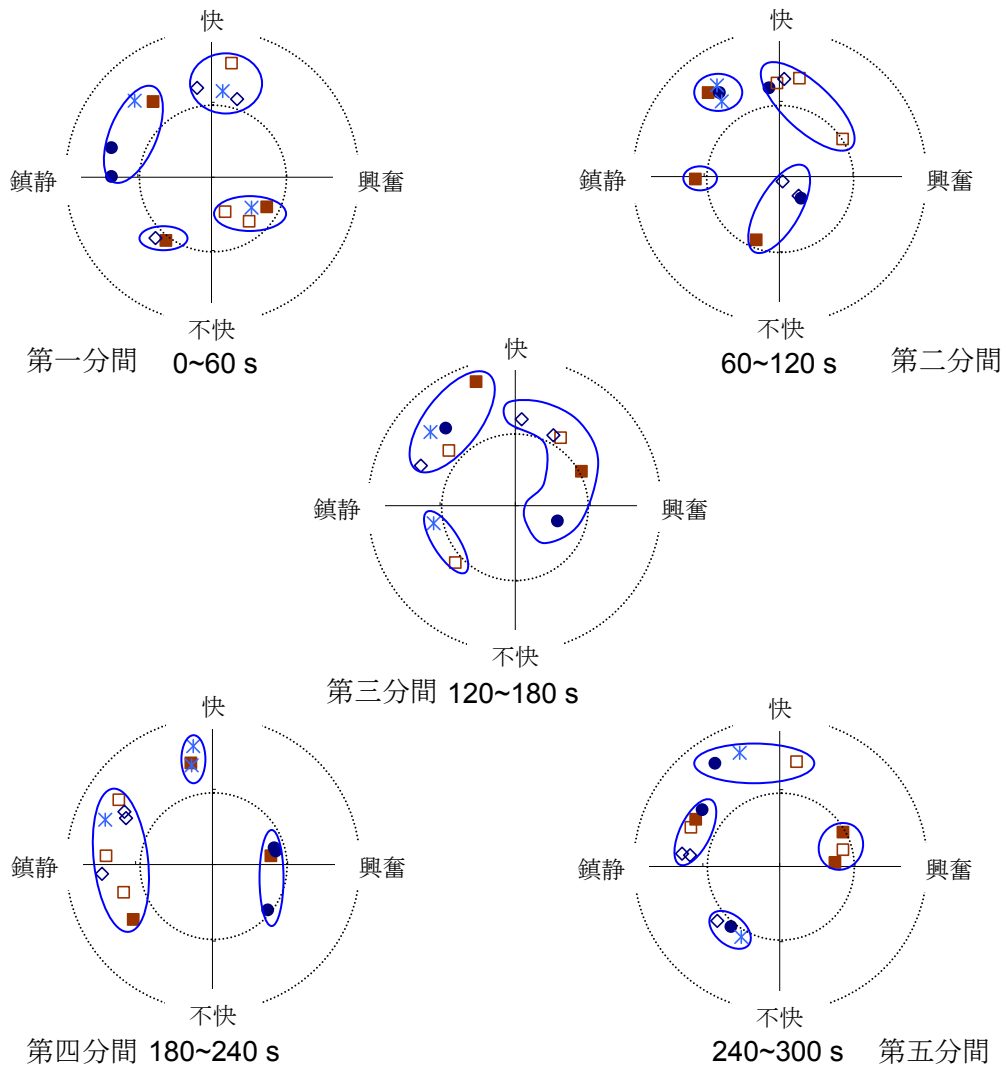 快
快
鎮静
興奮
鎮静
興奮
不快
不快
第一分間 0~60 s
60~120 s 第二分間
快
鎮静
興奮
不快
第三分間 120~180 s
快
快
鎮静
興奮
鎮静
興奮
不快
不快
第四分間 180~240 s
240~300 s 第五分間